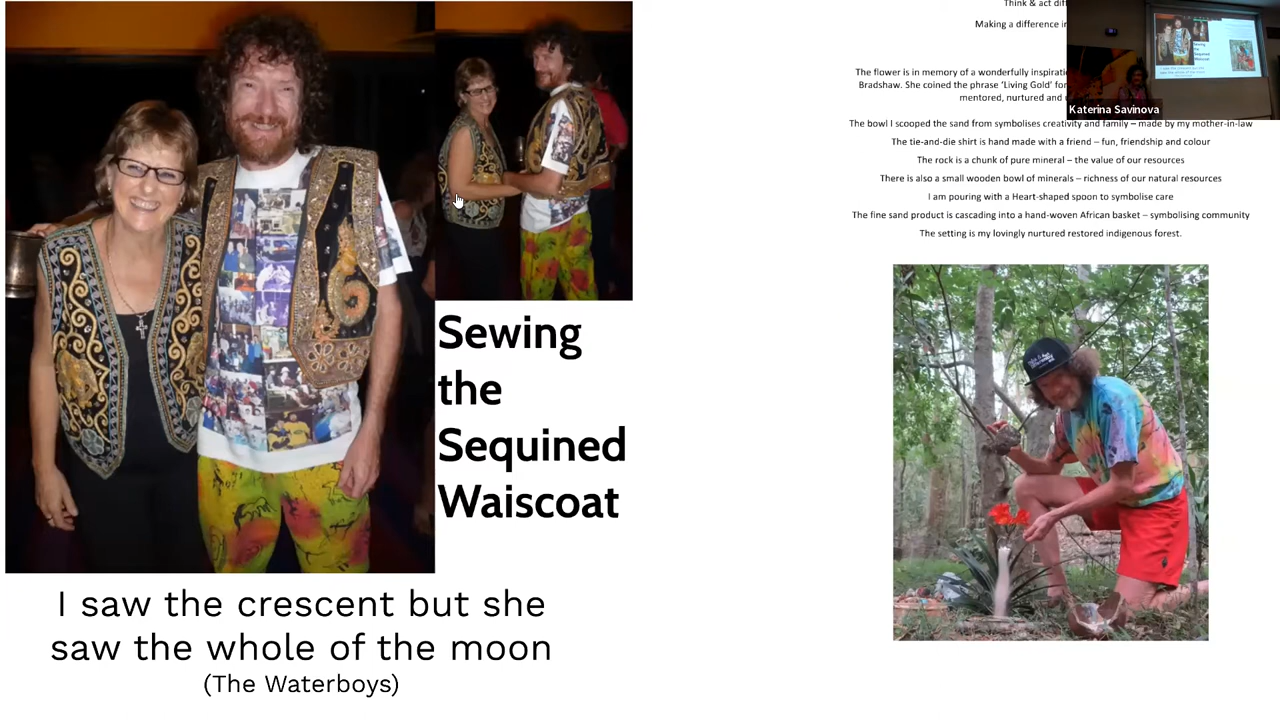 Sewing
the
Sequined
Waiscoat
I saw the crescent but she
saw the whole of the moon
(The Waterboys)
Think & act
Making a difference
The flower is in memory of a wonderfully
Bradshaw. She coined the phrase ‘Living Gold’
mentored, nurtured and
The bowl I scooped the sand from symbolises creativity and family – made by my mother-in-law
The tie-and-die shirt is hand made with a friend – fun, friendship and colour
The rock is a chunk of pure mineral – the value of our resources
There is also a small wooden bowl of minerals – richness of our natural resources
I am pouring with a Heart-shaped spoon to symbolise care
The fine sand product is cascading into a hand-woven African basket – symbolising community
The setting is my lovingly nurtured restored indigenous forest.
Katerina Savinova